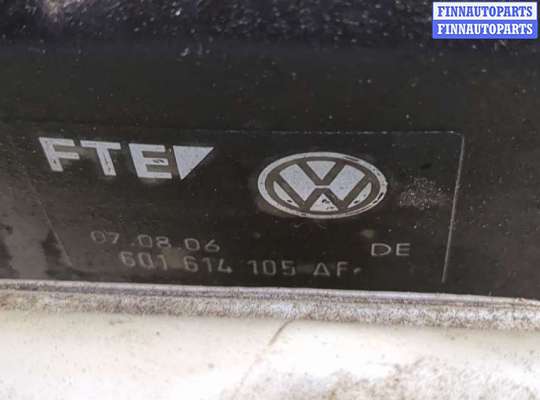 FINNAUTOPARTS
FINNAUTOPARTS
FTE
07.08.06
DE
6Q1 614 105 AF